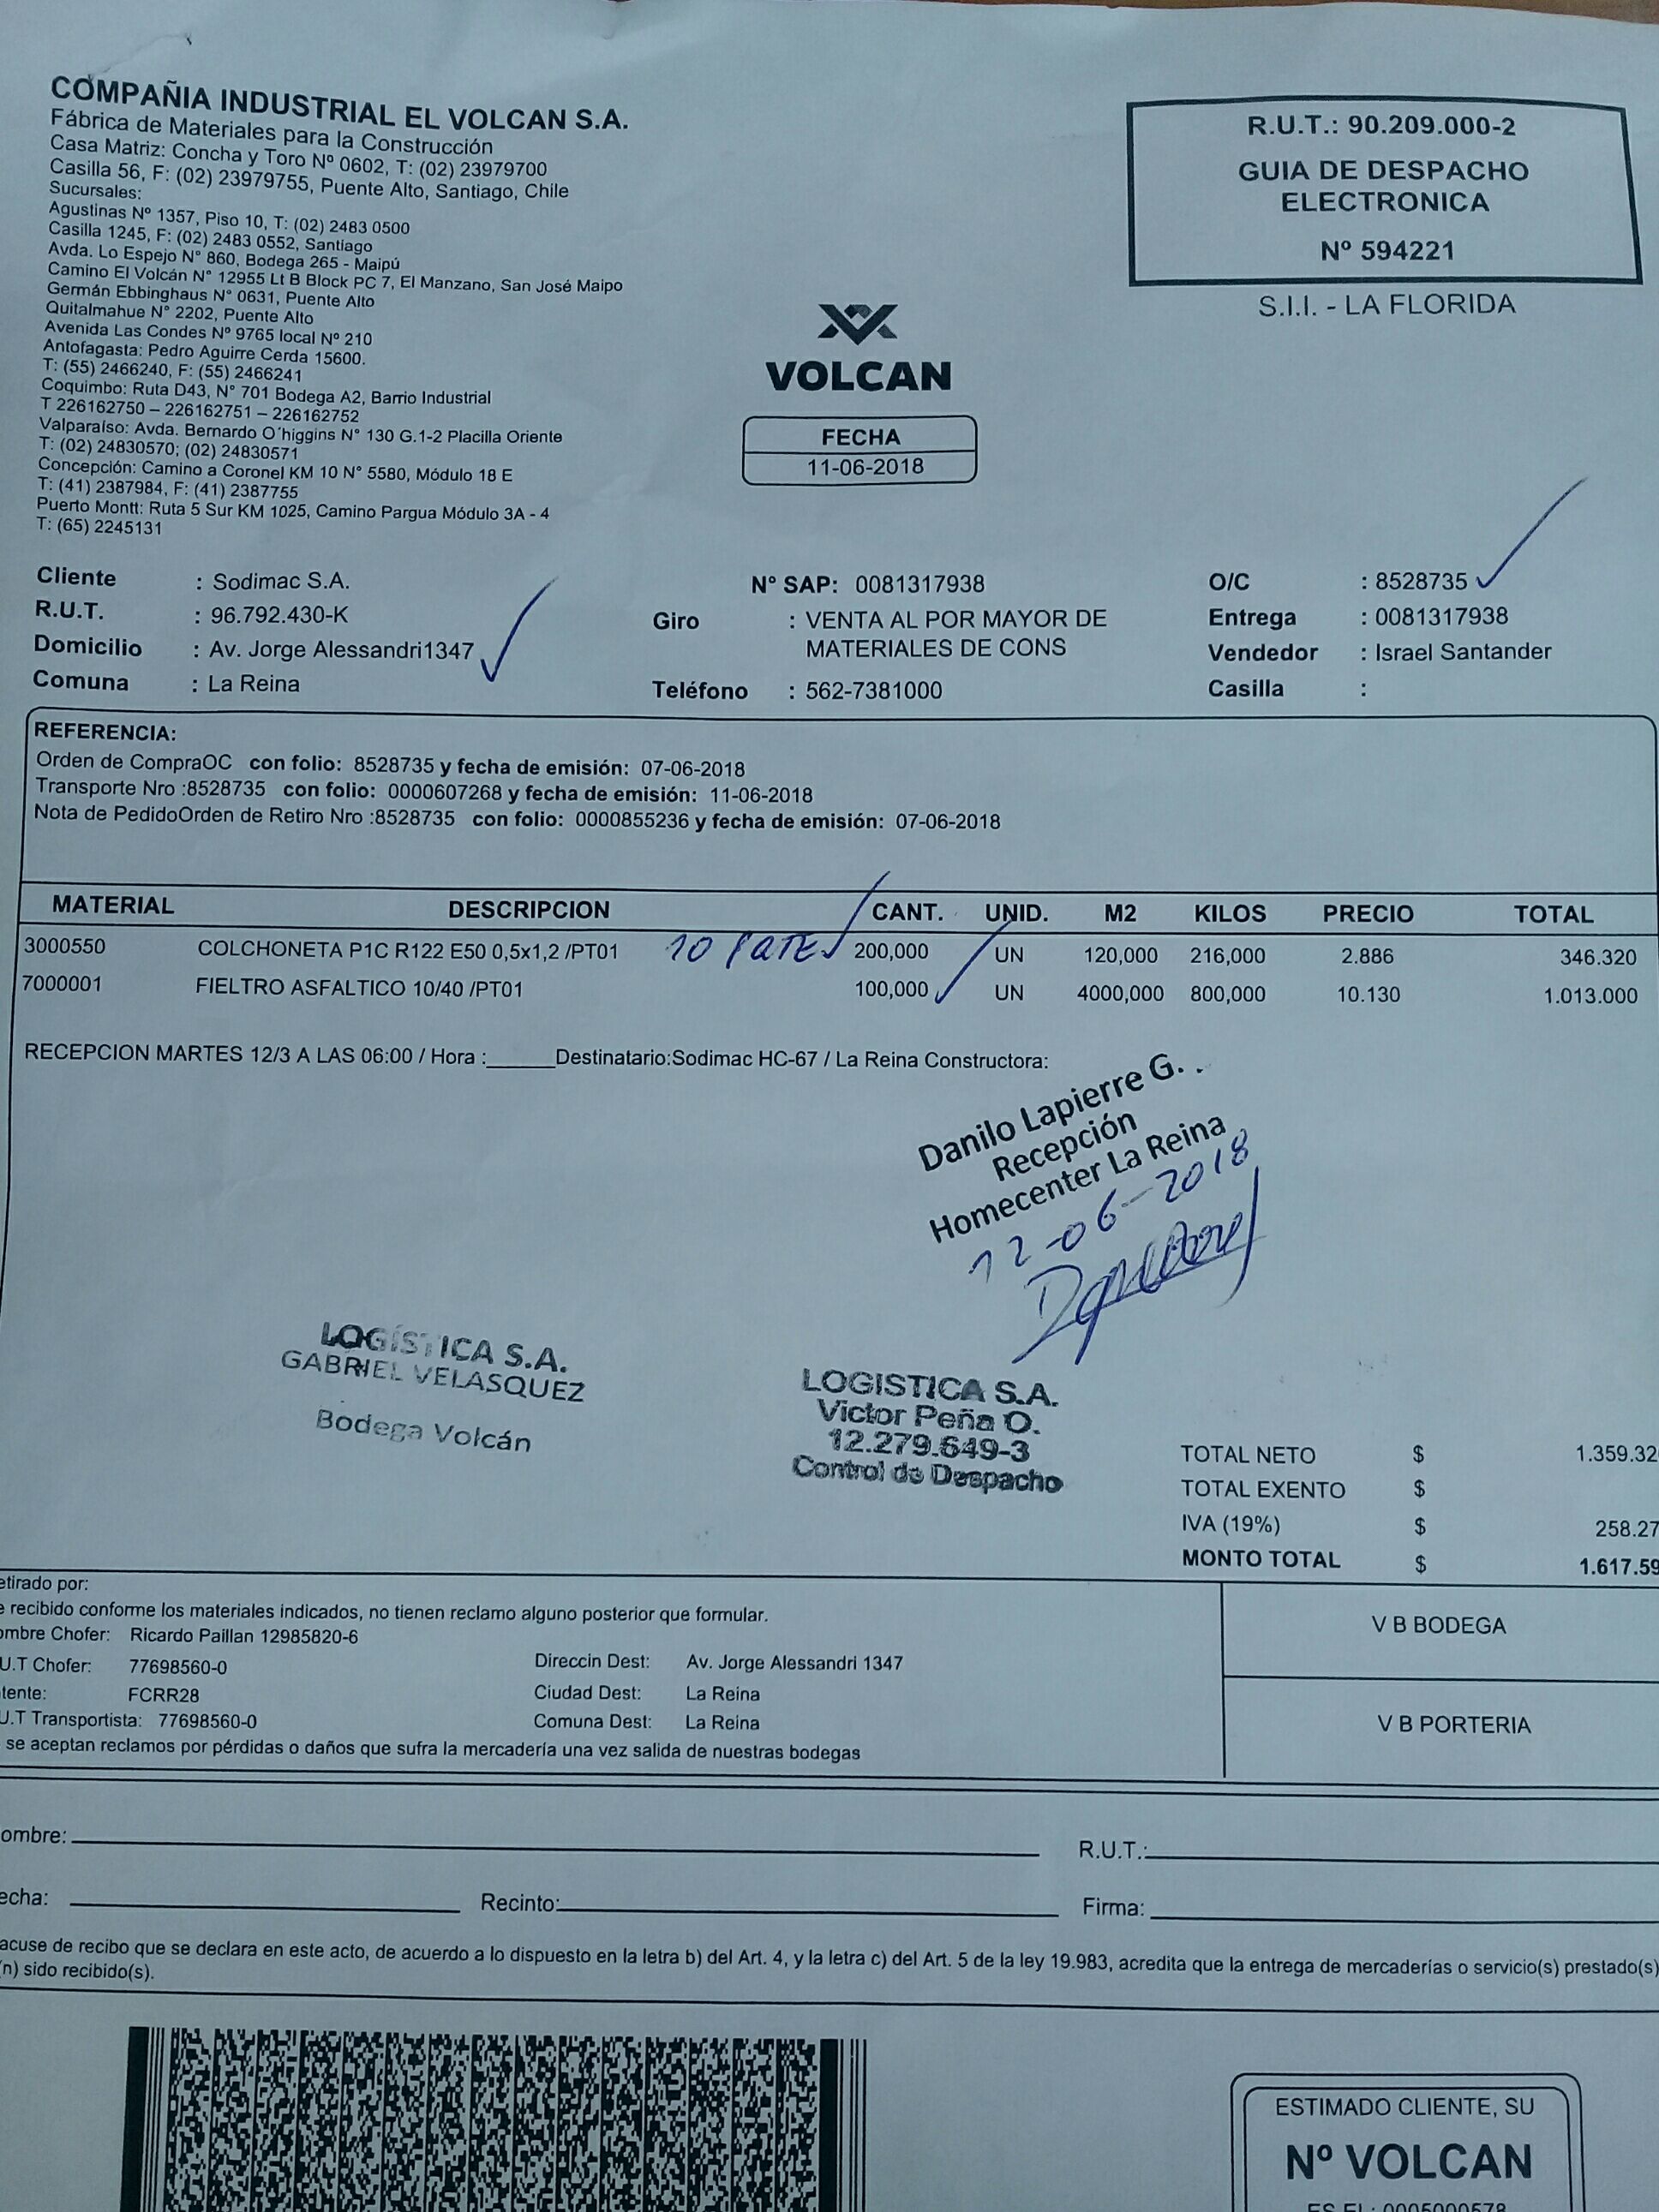 COMPAÑIA INDUSTRIAL EL VOLCAN S.A.
Fábrica de Materiales para la Construcción
Casa Matriz: Concha y Toro Nº 0602, T: (02) 23979700
Casilla 56, F: (02) 23979755, Puente Alto, Santiago, Chile
Sucursales:
Agustinas Nº 1357, Piso 10, T: (02) 2483 0500
Casilla 1245, F: (02) 2483 0552, Santiago
Avda. Lo Espejo N° 860, Bodega 265 - Maipú
Camino El Volcán N° 12955 Lt B Block PC 7, El Manzano, San José Maipo
Germán Ebbinghaus N° 0631, Puente Alto
Quitalmahue N° 2202, Puente Alto
Avenida Las Condes Nº 9765 local Nº 210
Antofagasta: Pedro Aguirre Cerda 15600.
T: (55) 2466240, F: (55) 2466241
Coquimbo: Ruta D43, N° 701 Bodega A2, Barrio Industrial
T 226162750 – 226162751 – 226162752
Valparaíso: Avda. Bernardo O´higgins N° 130 G.1-2 Placilla Oriente
T: (02) 24830570; (02) 24830571
Concepción: Camino a Coronel KM 10 N° 5580, Módulo 18 E
T: (41) 2387984, F: (41) 2387755
Puerto Montt: Ruta 5 Sur KM 1025, Camino Pargua Módulo 3A - 4
T: (65) 2245131
R.U.T.: 90.209.000-2
GUIA DE DESPACHO
ELECTRONICA
Nº 594221
S.I.I. - LA FLORIDA
VOLCAN
FECHA
11-06-2018
Cliente : Sodimac S.A.
R.U.T. : 96.792.430-K
Domicilio : Av. Jorge Alessandri1347
Comuna : La Reina
Nº SAP: 0081317938
Giro : VENTA AL POR MAYOR DE
MATERIALES DE CONS
Teléfono : 562-7381000
O/C : 8528735
Entrega : 0081317938
Vendedor : Israel Santander
Casilla :
REFERENCIA:
Orden de CompraOC con folio: 8528735 y fecha de emisión: 07-06-2018
Transporte Nro :8528735 con folio: 0000607268 y fecha de emisión: 11-06-2018
Nota de PedidoOrden de Retiro Nro :8528735 con folio: 0000855236 y fecha de emisión: 07-06-2018
MATERIAL DESCRIPCION CANT. UNID. M2 KILOS PRECIO TOTAL
3000550 COLCHONETA P1C R122 E50 0,5x1,2 /PT01 10 200,000 UN 120,000 216,000 2.886 346.320
7000001 FIELTRO ASFALTICO 10/40 /PT01 100,000 UN 4000,000 800,000 10.130 1.013.000
RECEPCION MARTES 12/3 A LAS 06:00 / Hora :______Destinatario:Sodimac HC-67 / La Reina Constructora:
Danilo Lapierre G. .
Recepción
Homecenter La Reina
12-06-2018
LOGÍSTICA S.A.
GABRIEL VELASQUEZ
Bodega Volcán
LOGISTICA S.A.
Victor Peña O.
12.279.649-3
Control de Despacho
TOTAL NETO $ 1.359.32
TOTAL EXENTO $
IVA (19%) $ 258.27
MONTO TOTAL $ 1.617.59
etirado por:
e recibido conforme los materiales indicados, no tienen reclamo alguno posterior que formular.
ombre Chofer: Ricardo Paillan 12985820-6
U.T Chofer: 77698560-0 Direccin Dest: Av. Jorge Alessandri 1347
tente: FCRR28 Ciudad Dest: La Reina
U.T Transportista: 77698560-0 Comuna Dest: La Reina
se aceptan reclamos por pérdidas o daños que sufra la mercadería una vez salida de nuestras bodegas
V B BODEGA
V B PORTERIA
ombre: R.U.T.:
echa: Recinto: Firma:
acuse de recibo que se declara en este acto, de acuerdo a lo dispuesto en la letra b) del Art. 4, y la letra c) del Art. 5 de la ley 19.983, acredita que la entrega de mercaderías o servicio(s) prestado(s)
(n) sido recibido(s).
ESTIMADO CLIENTE, SU
Nº VOLCAN
ES EL: 0005000578